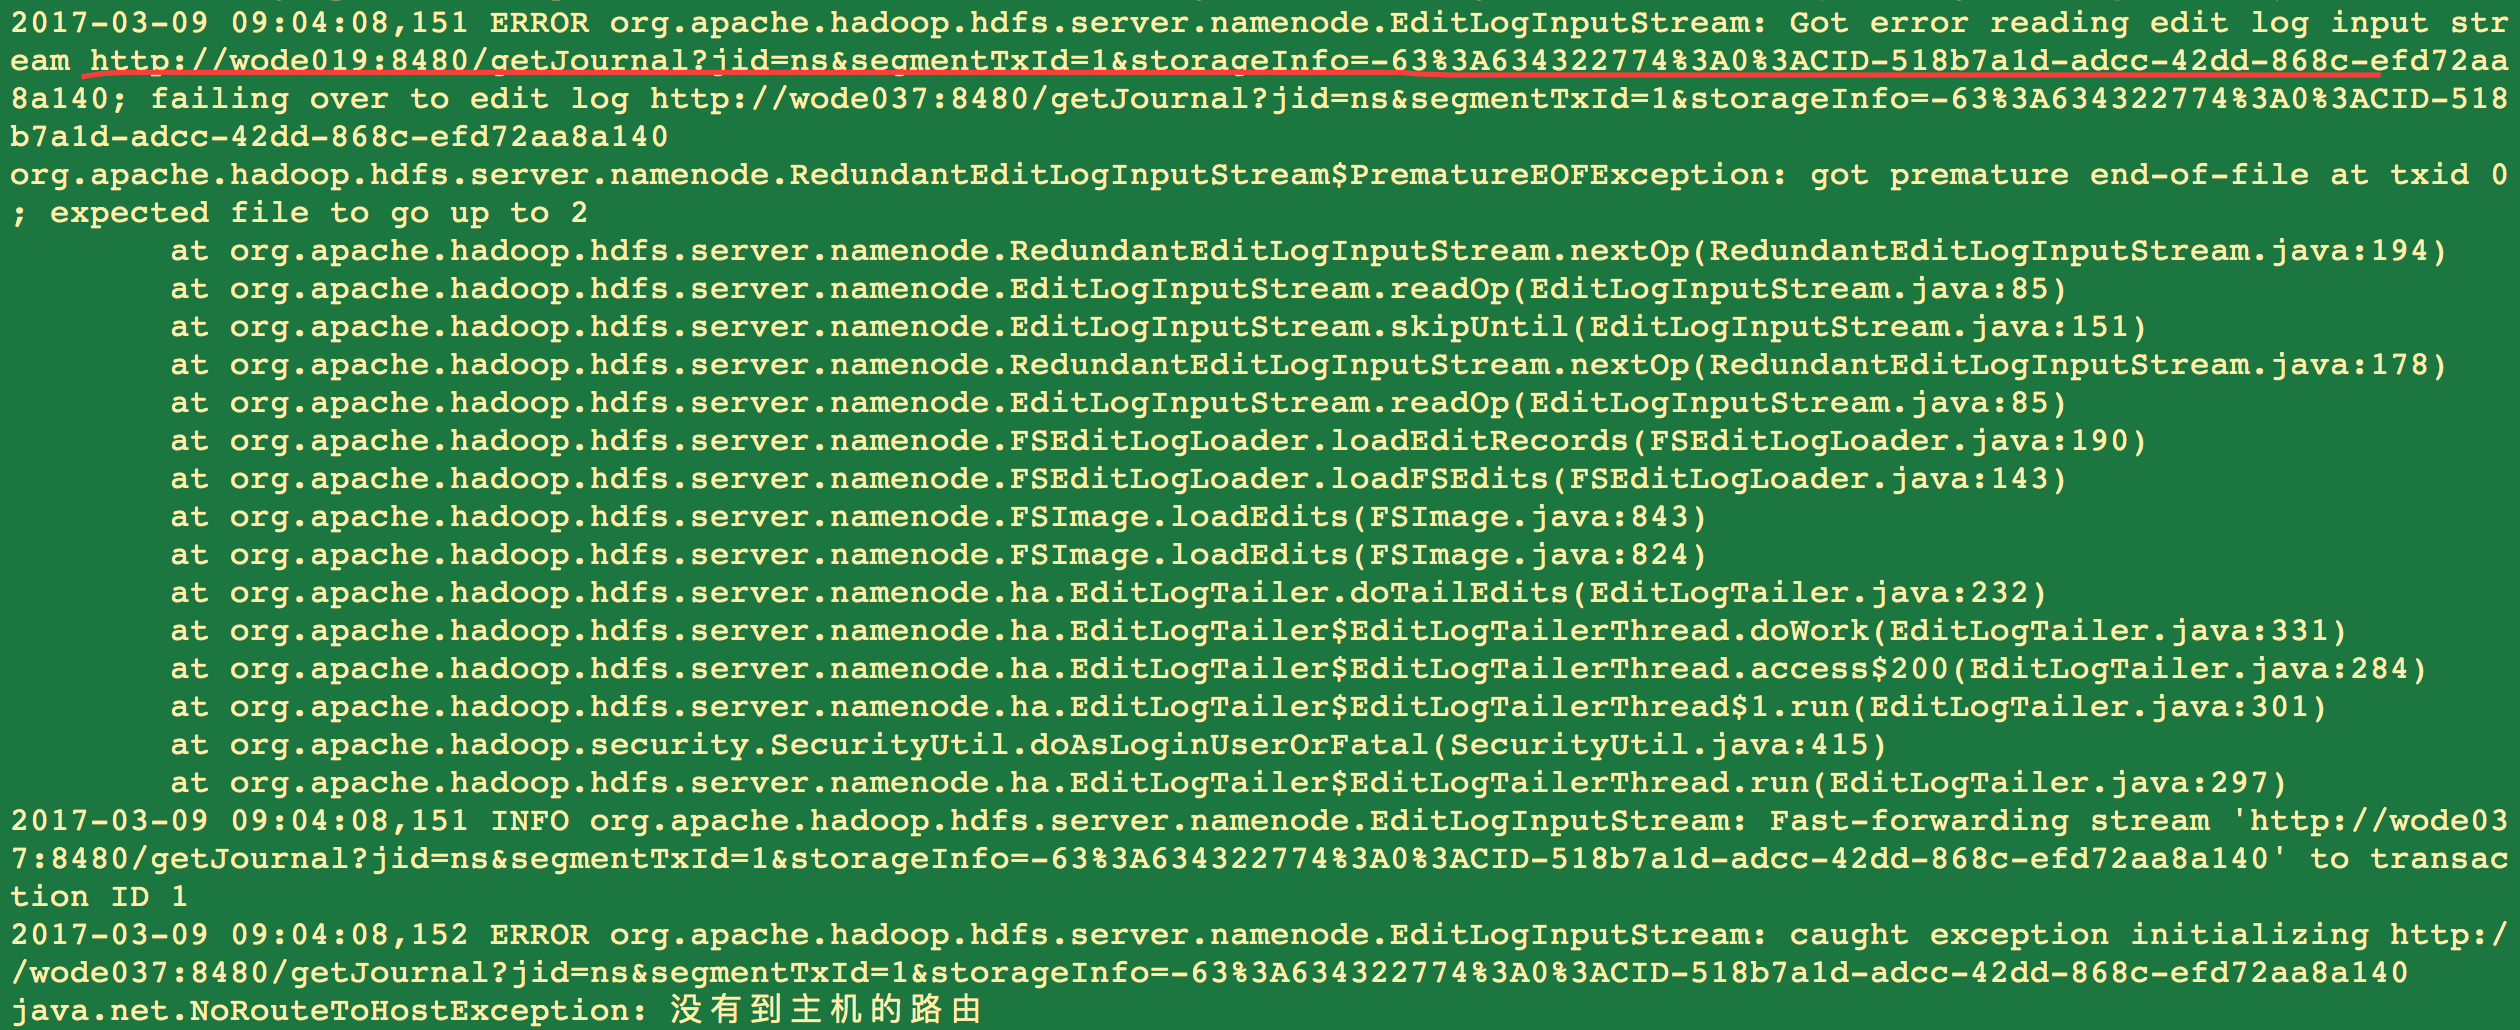 2017-03-09 09:04:08,151 ERROR org.apache.hadoop.hdfs.server.namenode.EditLogInputStream: Got error reading edit log input str
eam http://wode019:8480/getJournal?jid=ns&segmentTxId=1&storageInfo=-63%3A634322774%3A0%3ACID-518b7a1d-adcc-42dd-868c-efd72aa
8a140; failing over to edit log http://wode037:8480/getJournal?jid=ns&segmentTxId=1&storageInfo=-63%3A634322774%3A0%3ACID-518
b7a1d-adcc-42dd-868c-efd72aa8a140
org.apache.hadoop.hdfs.server.namenode.RedundantEditLogInputStream$PrematureEOFException: got premature end-of-file at txid 0
; expected file to go up to 2
at org.apache.hadoop.hdfs.server.namenode.RedundantEditLogInputStream.nextOp(RedundantEditLogInputStream.java:194)
at org.apache.hadoop.hdfs.server.namenode.EditLogInputStream.readOp(EditLogInputStream.java:85)
at org.apache.hadoop.hdfs.server.namenode.EditLogInputStream.skipUntil(EditLogInputStream.java:151)
at org.apache.hadoop.hdfs.server.namenode.RedundantEditLogInputStream.nextOp(RedundantEditLogInputStream.java:178)
at org.apache.hadoop.hdfs.server.namenode.EditLogInputStream.readOp(EditLogInputStream.java:85)
at org.apache.hadoop.hdfs.server.namenode.FSEditLogLoader.loadEditRecords(FSEditLogLoader.java:190)
at org.apache.hadoop.hdfs.server.namenode.FSEditLogLoader.loadFSEdits(FSEditLogLoader.java:143)
at org.apache.hadoop.hdfs.server.namenode.FSImage.loadEdits(FSImage.java:843)
at org.apache.hadoop.hdfs.server.namenode.FSImage.loadEdits(FSImage.java:824)
at org.apache.hadoop.hdfs.server.namenode.ha.EditLogTailer.doTailEdits(EditLogTailer.java:232)
at org.apache.hadoop.hdfs.server.namenode.ha.EditLogTailer$EditLogTailerThread.doWork(EditLogTailer.java:331)
at org.apache.hadoop.hdfs.server.namenode.ha.EditLogTailer$EditLogTailerThread.access$200(EditLogTailer.java:284)
at org.apache.hadoop.hdfs.server.namenode.ha.EditLogTailer$EditLogTailerThread$1.run(EditLogTailer.java:301)
at org.apache.hadoop.security.SecurityUtil.doAsLoginUserOrFatal(SecurityUtil.java:415)
at org.apache.hadoop.hdfs.server.namenode.ha.EditLogTailer$EditLogTailerThread.run(EditLogTailer.java:297)
2017-03-09 09:04:08,151 INFO org.apache.hadoop.hdfs.server.namenode.EditLogInputStream: Fast-forwarding stream 'http://wode03
7:8480/getJournal?jid=ns&segmentTxId=1&storageInfo=-63%3A634322774%3A0%3ACID-518b7a1d-adcc-42dd-868c-efd72aa8a140' to transac
tion ID 1
2017-03-09 09:04:08,152 ERROR org.apache.hadoop.hdfs.server.namenode.EditLogInputStream: caught exception initializing http:/
/wode037:8480/getJournal?jid=ns&segmentTxId=1&storageInfo=-63%3A634322774%3A0%3ACID-518b7a1d-adcc-42dd-868c-efd72aa8a140
java.net.NoRouteToHostException: 没有到主机的路由